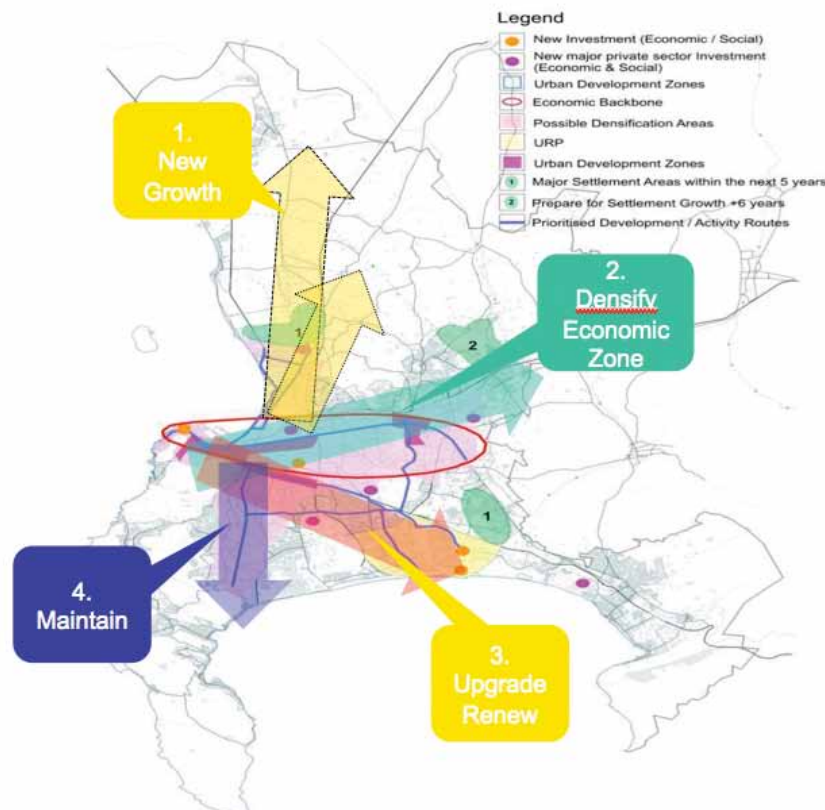 Legend
New Investment (Economic / Social)
New major private sector Investment
(Economic & Social)
Urban Development Zones
Economic Backbone
Possible Densification Areas
URP
Urban Development Zones
1 Major Settlement Areas within the next 5 years
2 Prepare for Settlement Growth +6 years
Prioritised Development / Activity Routes
1.
New
Growth
2.
Densify
Economic
Zone
1
2
1
4.
Maintain
3.
Upgrade
Renew